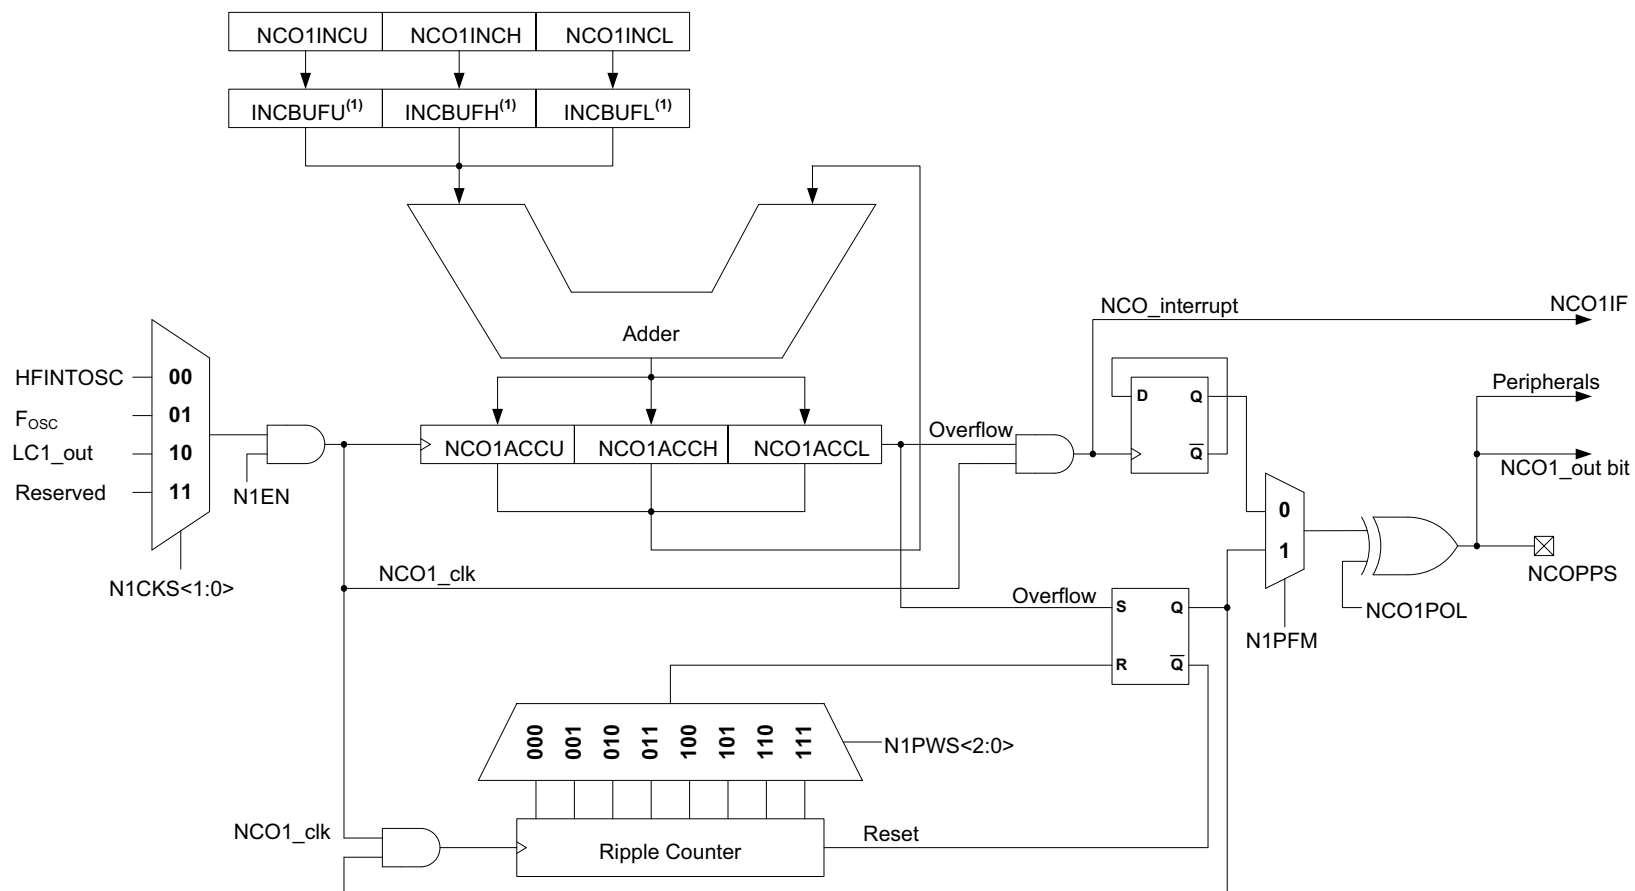 NCO1INCU NCO1INCH NCO1INCL
INCBUFU(1) INCBUFH(1) INCBUFL(1)
Adder
HFINTOSC
FOSC
LC1_out
Reserved
00
01
10
11
N1CKS<1:0>
N1EN
NCO1ACCU NCO1ACCH NCO1ACCL
Overflow
NCO1_clk
NCO_interrupt
NCO1IF
D Q
Q
Peripherals
NCO1_out bit
0
1
N1PFM
NCO1POL
NCOPPS
Overflow
S Q
R Q
000 001 010 011 100 101 110 111
N1PWS<2:0>
NCO1_clk
Ripple Counter
Reset